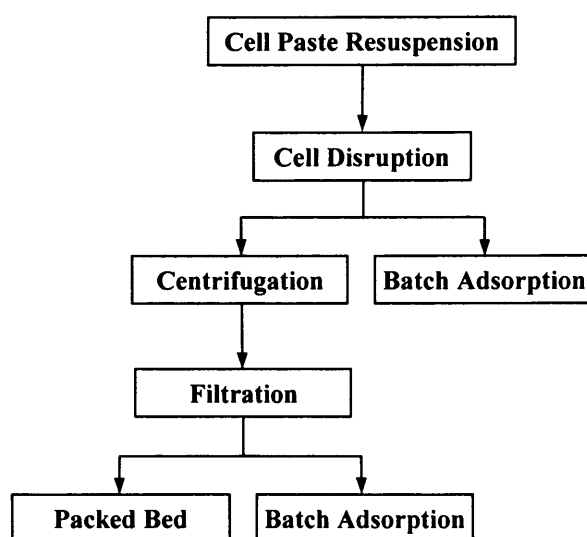 Cell Paste Resuspension
Cell Disruption
Centrifugation
Batch Adsorption
Filtration
Packed Bed
Batch Adsorption